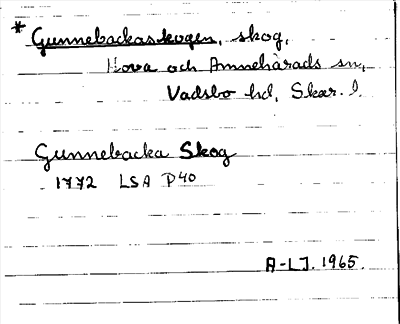 * Gunnebackaskogen, skog,
Hova och Amnehärads sn,
Vadsbo hd, Skar. l.
Gunnebacka Skog
1772 LSA P40
A-LJ. 1965.